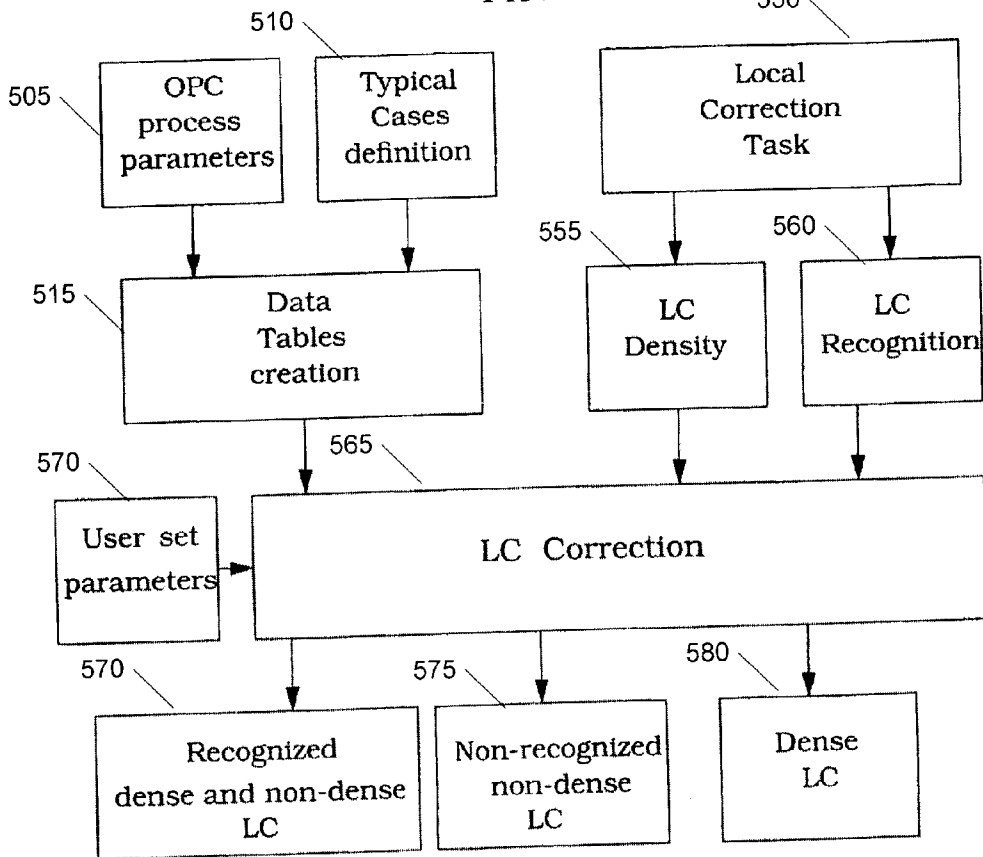 510
505
OPC
process
parameters
Typical
Cases
definition
Local
Correction
Task
515
Data
Tables
creation
555
LC
Density
560
LC
Recognition
570
User set
parameters
565
LC Correction
570
Recognized
dense and non-dense
LC
575
Non-recognized
non-dense
LC
580
Dense
LC